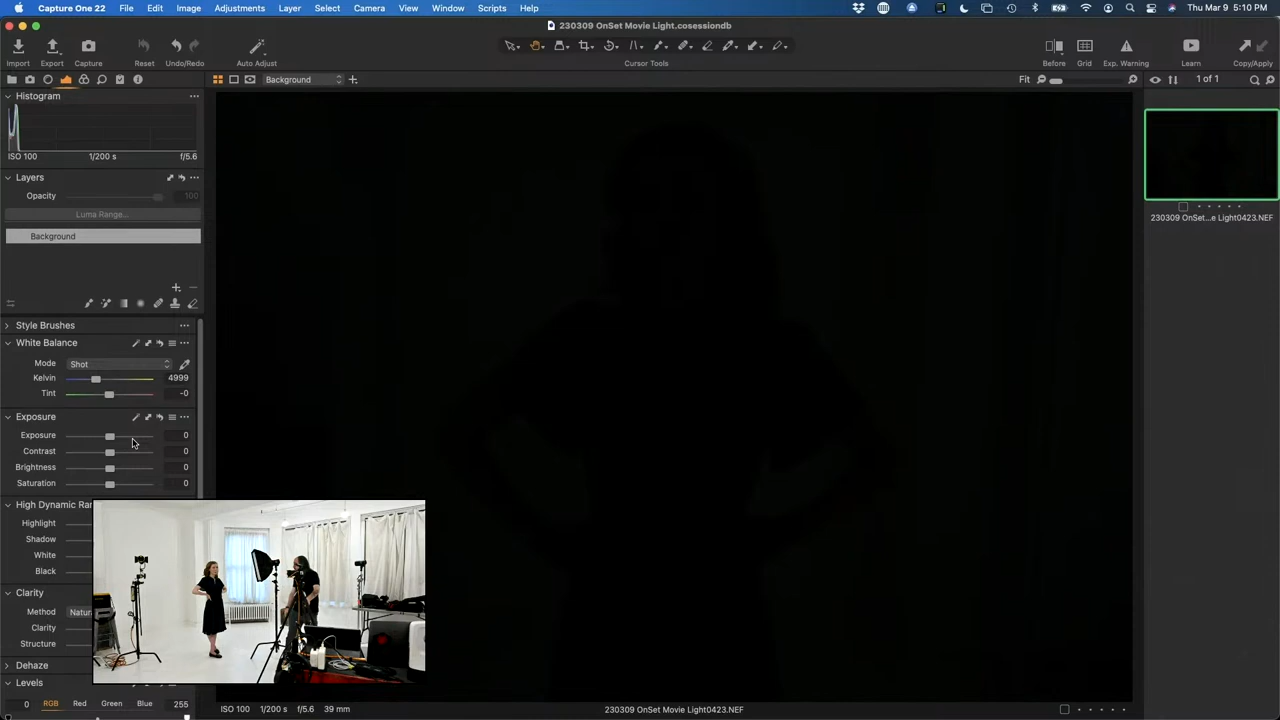 Capture One 22 File Edit Image Adjustments Layer Select Camera View Window Scripts Help Thu Mar 9 5:10 PM
230309 OnSet Movie Light.cosessiondb
Import Export Capture Reset Undo/Redo Auto Adjust Cursor Tools Before Grid Exp. Warning Learn Copy/Apply
Background Fit 1 of 1
Histogram
ISO 100 1/200 s f/5.6
Layers
Opacity 100
Luma Range...
Background
230309 OnSet...e Light0423.NEF
Style Brushes
White Balance
Mode Shot
Kelvin 4999
Tint -0
Exposure
Exposure 0
Contrast 0
Brightness 0
Saturation 0
High Dynamic Ran
Highlight
Shadow
White
Black
Clarity
Method Natur
Clarity
Structure
Dehaze
Levels
0 RGB Red Green Blue 255
ISO 100 1/200 s f/5.6 39 mm 230309 OnSet Movie Light0423.NEF